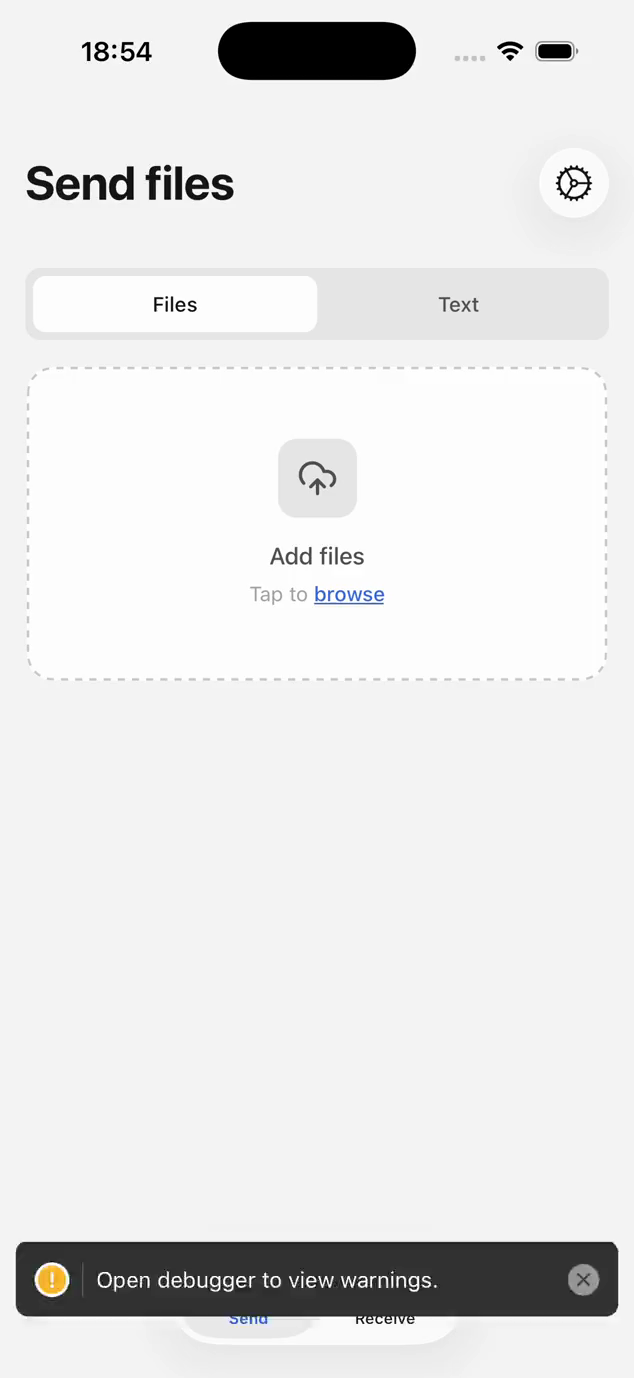 18:54
Send files
Files
Text
Add files
Tap to browse
Open debugger to view warnings.
Send
Receive